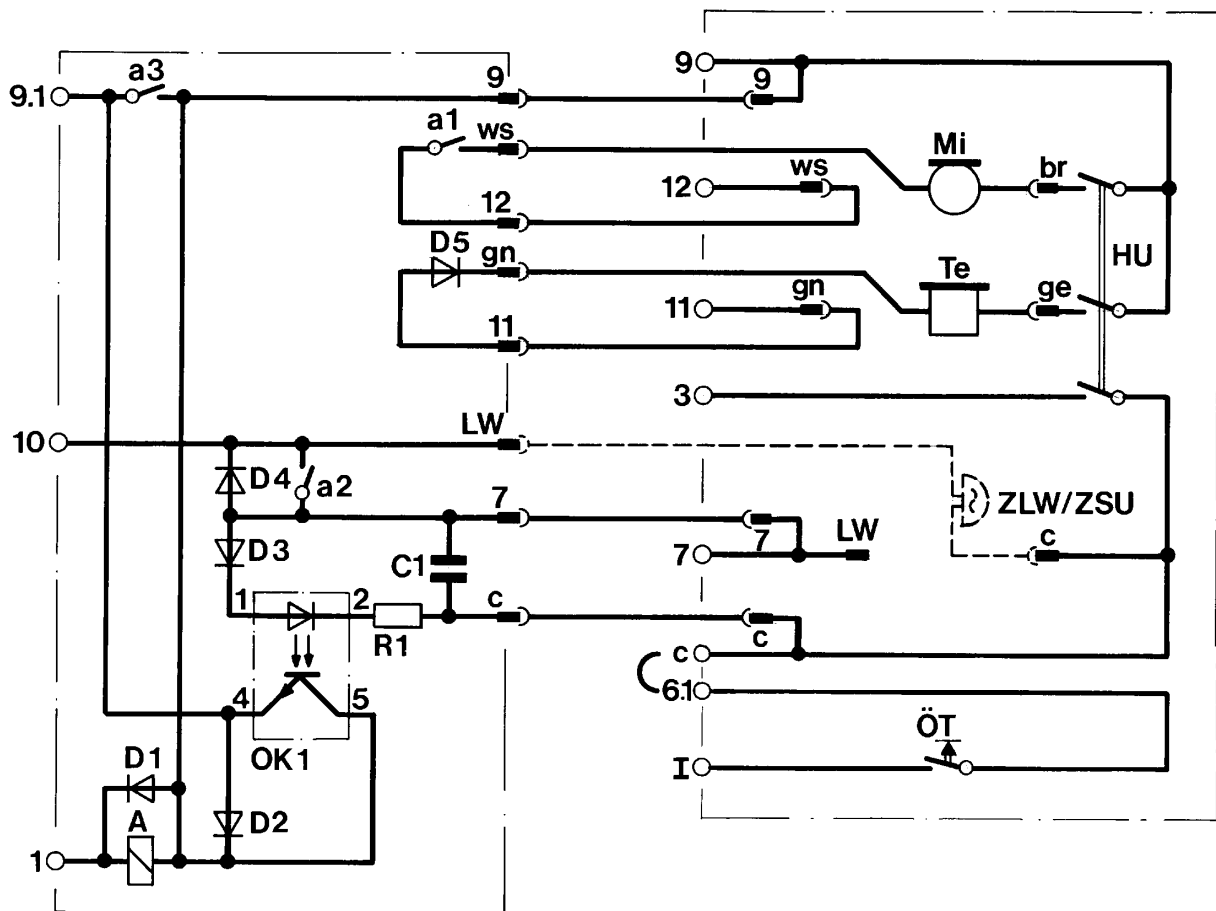 a3
9
9
9
9.1
a1
ws
Mi
br
ws
12
12
HU
D5
gn
Te
ge
gn
11
11
3
LW
10
D4
a2
ZLW/ZSU
7
LW
c
D3
7
7
C1
1
2
c
R1
c
c
4
5
6.1
ÖT
OK1
D1
I
A
D2
1